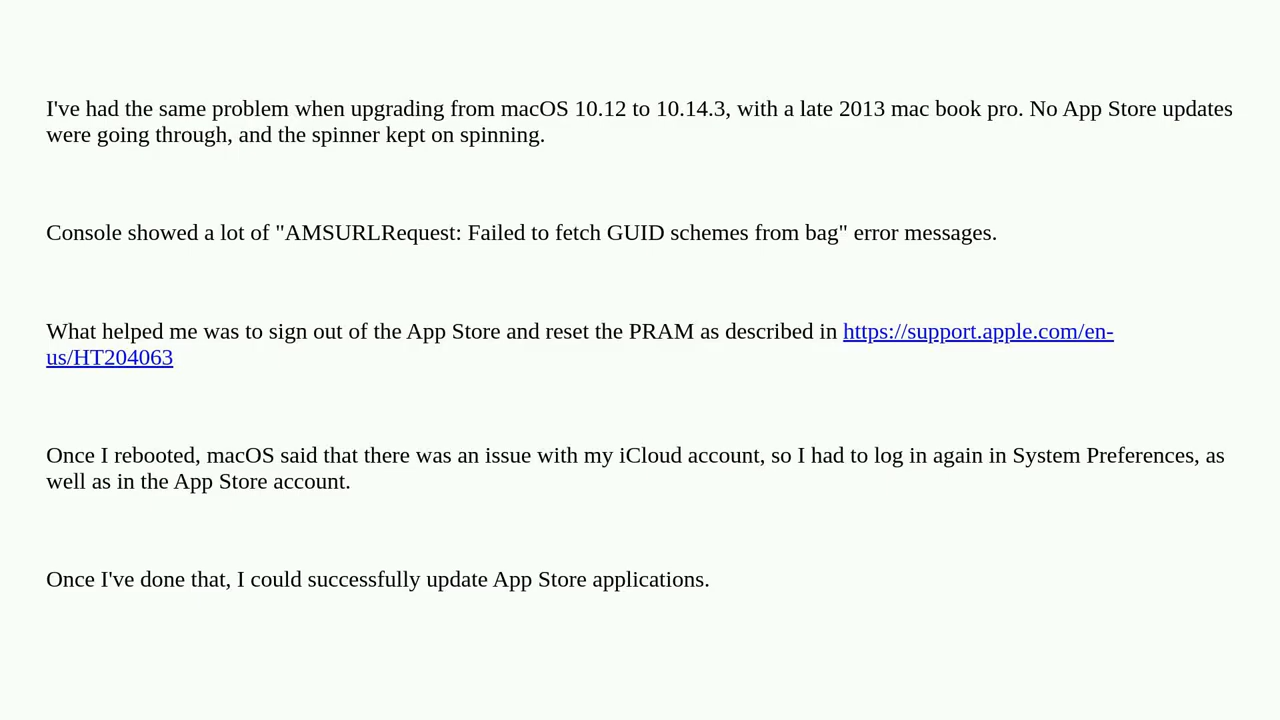 I've had the same problem when upgrading from macOS 10.12 to 10.14.3, with a late 2013 mac book pro. No App Store updates
were going through, and the spinner kept on spinning.
Console showed a lot of "AMSURLRequest: Failed to fetch GUID schemes from bag" error messages.
What helped me was to sign out of the App Store and reset the PRAM as described in https://support.apple.com/en-
us/HT204063
Once I rebooted, macOS said that there was an issue with my iCloud account, so I had to log in again in System Preferences, as
well as in the App Store account.
Once I've done that, I could successfully update App Store applications.